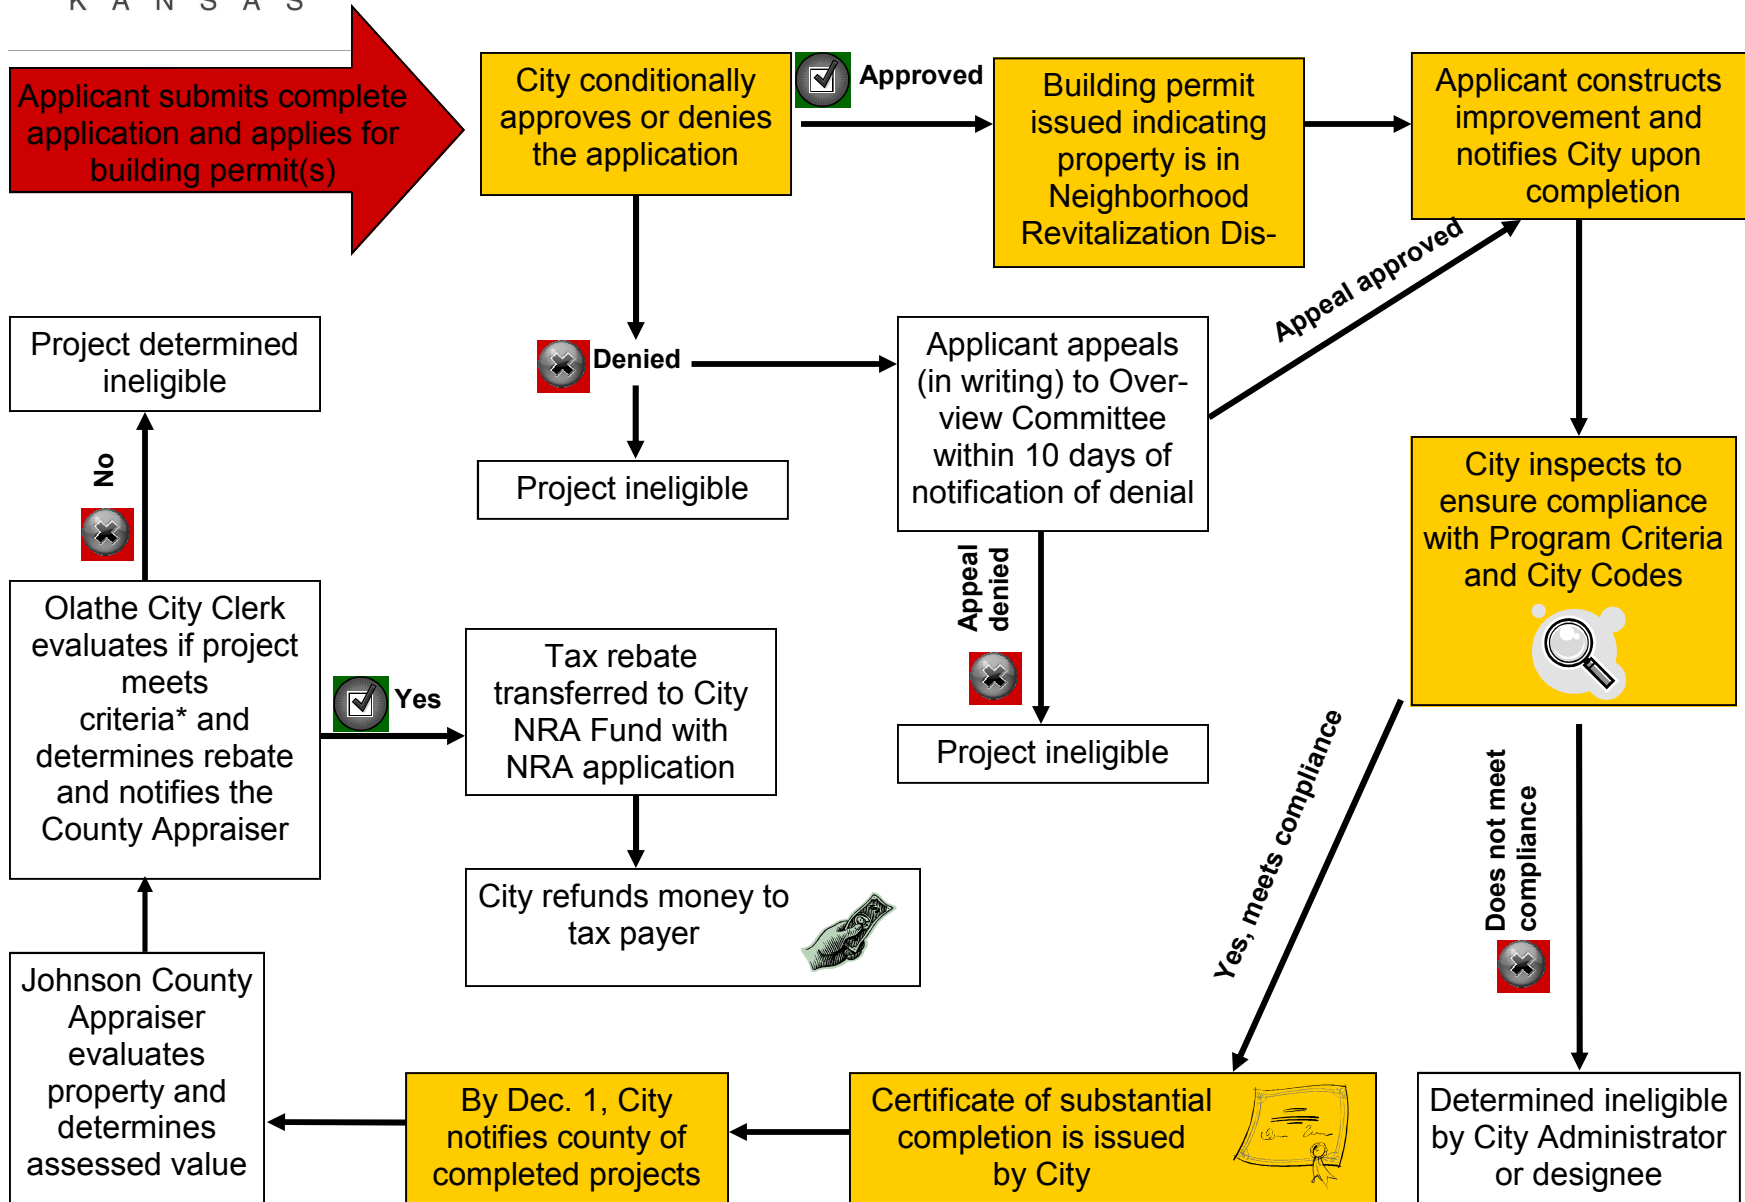 K A N S A S
Applicant submits complete
application and applies for
building permit(s)
City conditionally
approves or denies
the application
Approved
Building permit
issued indicating
property is in
Neighborhood
Revitalization Dis-
Applicant constructs
improvement and
notifies City upon
completion
Appeal approved
Project determined
ineligible
Denied
Applicant appeals
(in writing) to Over-
view Committee
within 10 days of
notification of denial
No
Project ineligible
City inspects to
ensure compliance
with Program Criteria
and City Codes
Appeal
denied
Olathe City Clerk
evaluates if project
meets
criteria* and
determines rebate
and notifies the
County Appraiser
Yes
Tax rebate
transferred to City
NRA Fund with
NRA application
Project ineligible
Yes, meets compliance
Does not meet
compliance
City refunds money to
tax payer
Johnson County
Appraiser
evaluates
property and
determines
assessed value
By Dec. 1, City
notifies county of
completed projects
Certificate of substantial
completion is issued
by City
Determined ineligible
by City Administrator
or designee